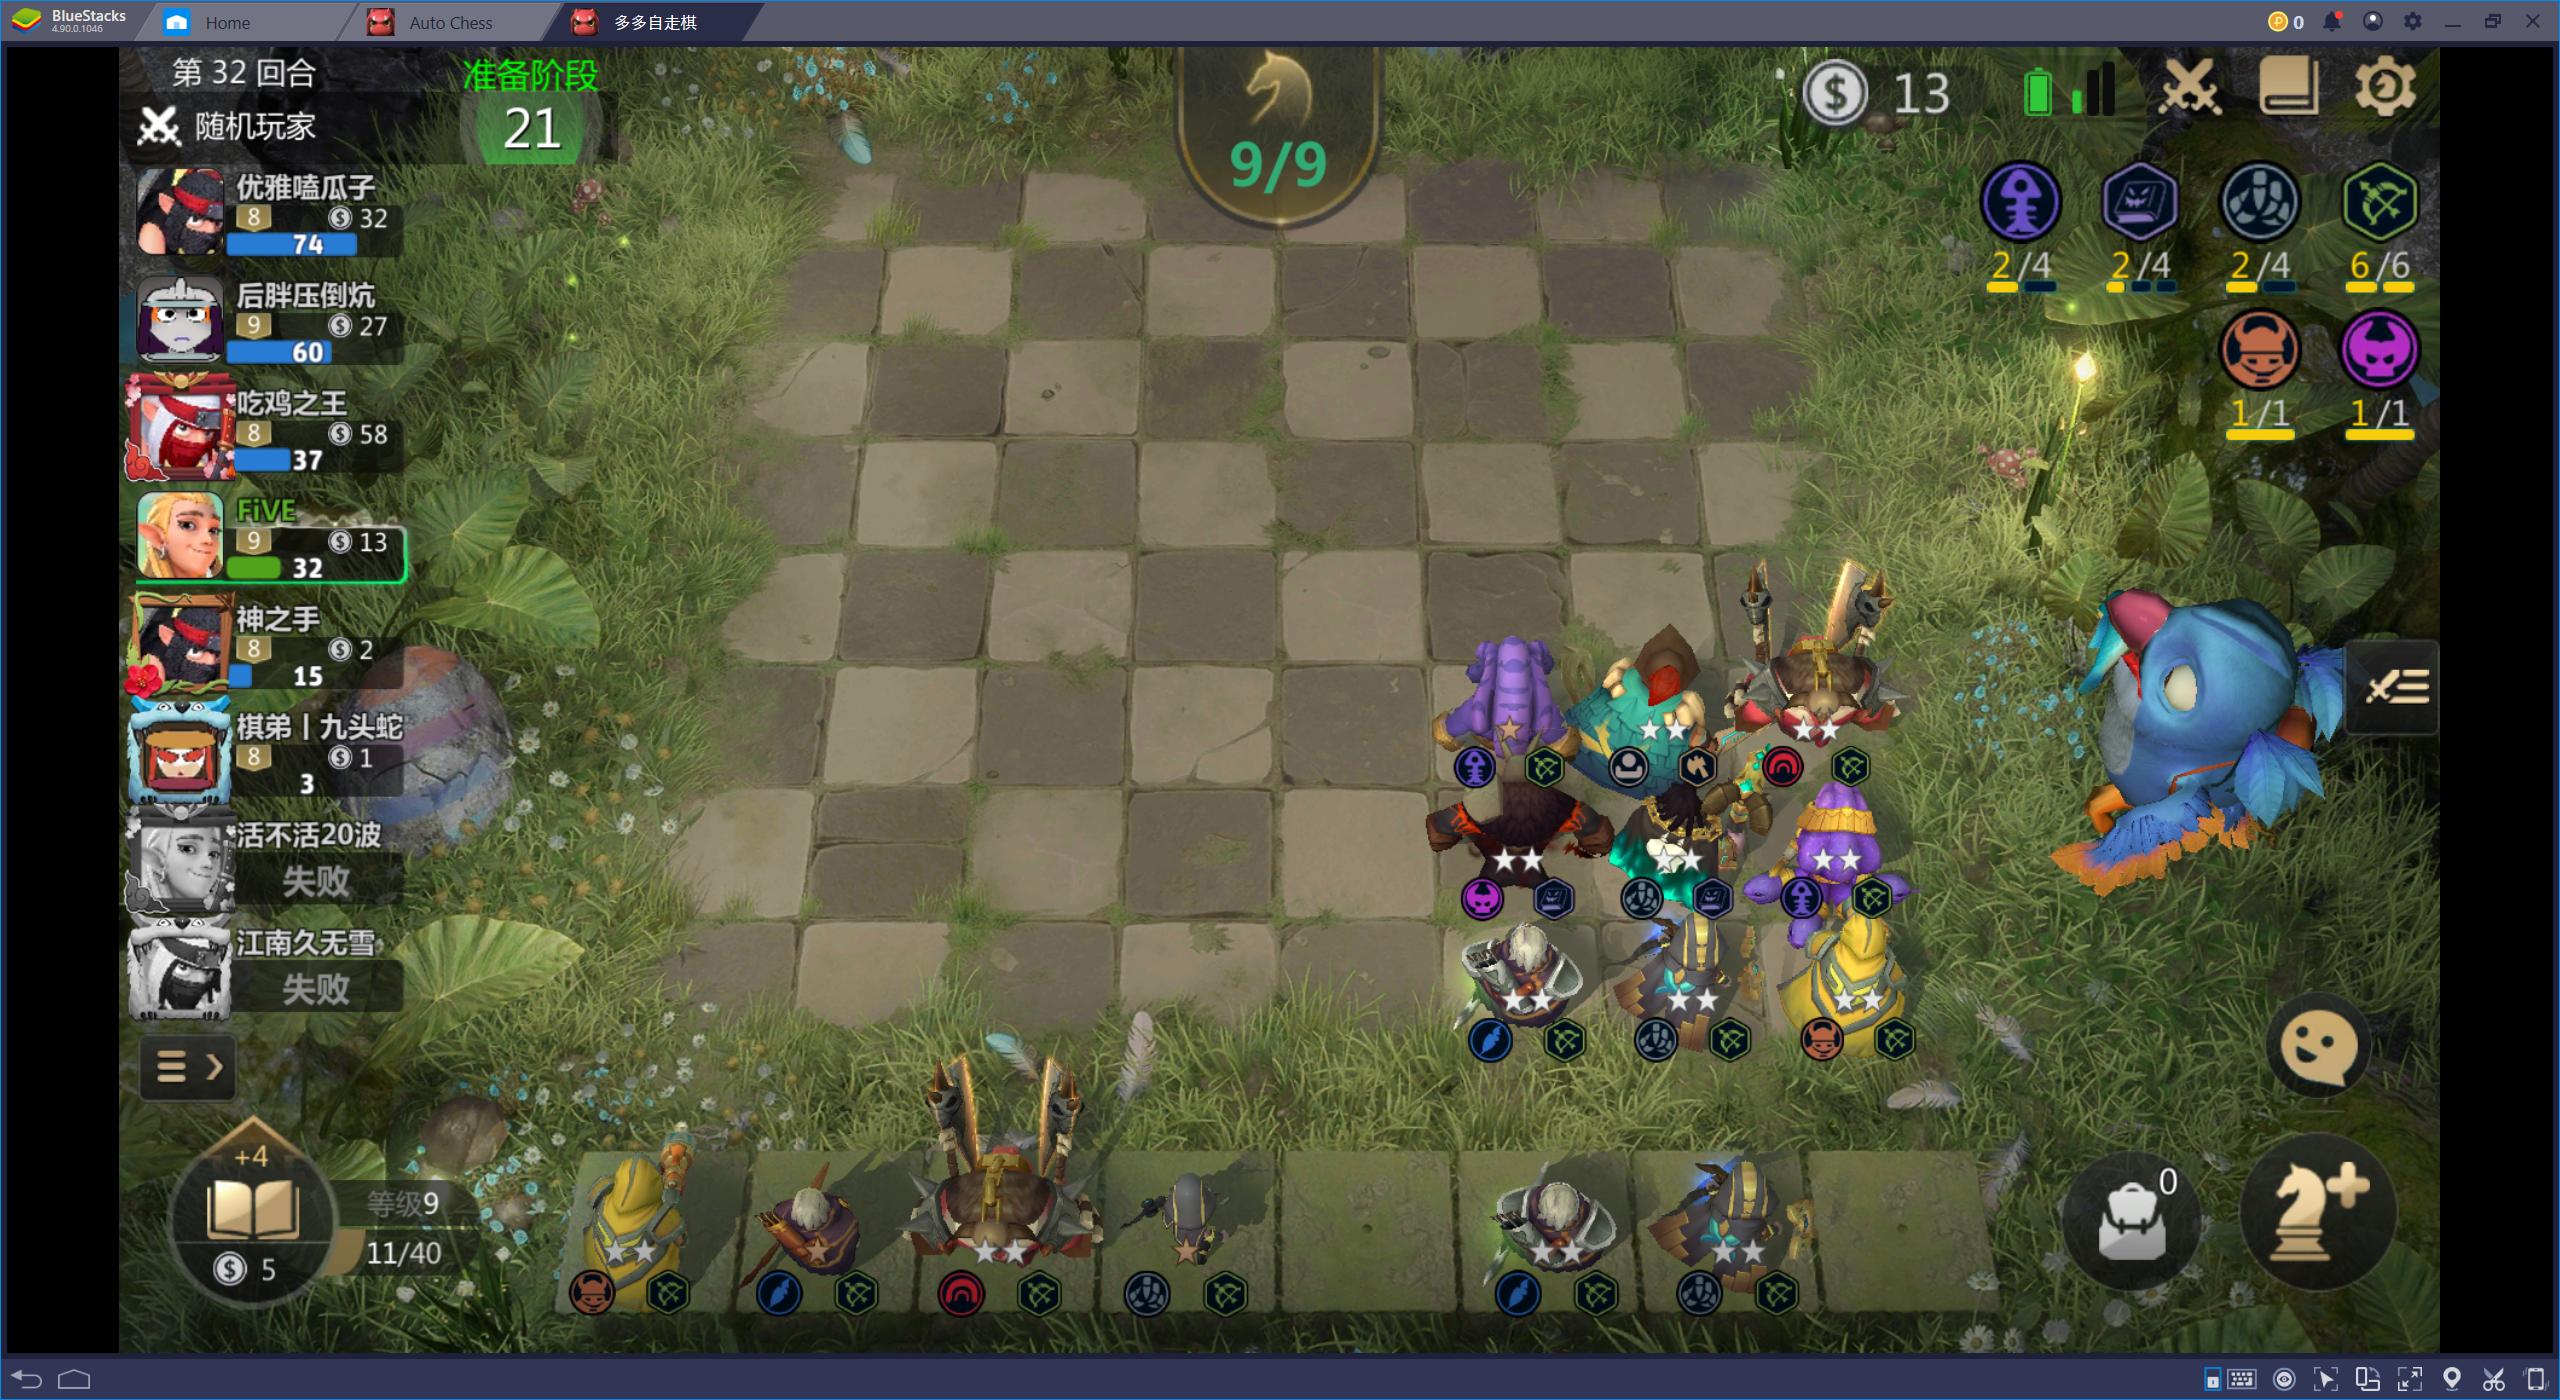 BlueStacks
4.90.0.1046
Home
Auto Chess
多多自走棋
0
第 32 回合
随机玩家
准备阶段
21
9/9
13
2/4
2/4
2/4
6/6
1/1
1/1
优雅嗑瓜子
8
32
74
后胖压倒炕
9
27
60
吃鸡之王
8
58
37
FiVE
9
13
32
神之手
8
2
15
棋弟丨九头蛇
8
1
3
活不活20波
失败
江南久无雪
失败
+4
5
等级9
11/40
0